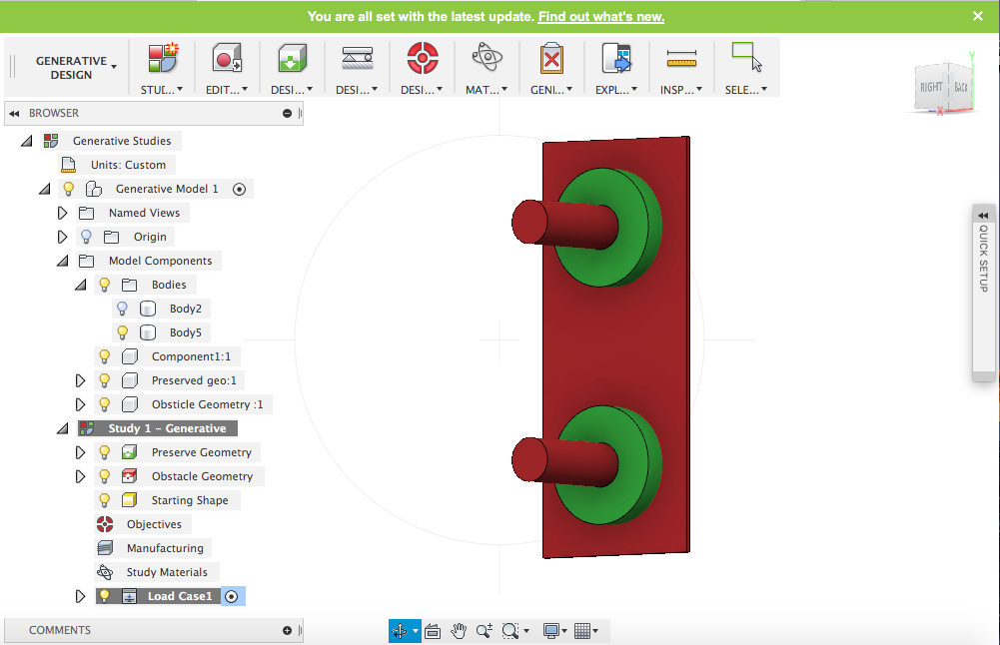 You are all set with the latest update. Find out what's new.
GENERATIVE DESIGN
STUD...
EDIT...
DESI...
DESI...
DESI...
MAT...
GENI...
EXPL...
INSP...
SELE...
BROWSER
Generative Studies
Units: Custom
Generative Model 1
Named Views
Origin
Model Components
Bodies
Body2
Body5
Component1:1
Preserved geo:1
Obsticle Geometry :1
Study 1 – Generative
Preserve Geometry
Obstacle Geometry
Starting Shape
Objectives
Manufacturing
Study Materials
Load Case1
COMMENTS
RIGHT
BACK
Y
X
QUICK SETUP